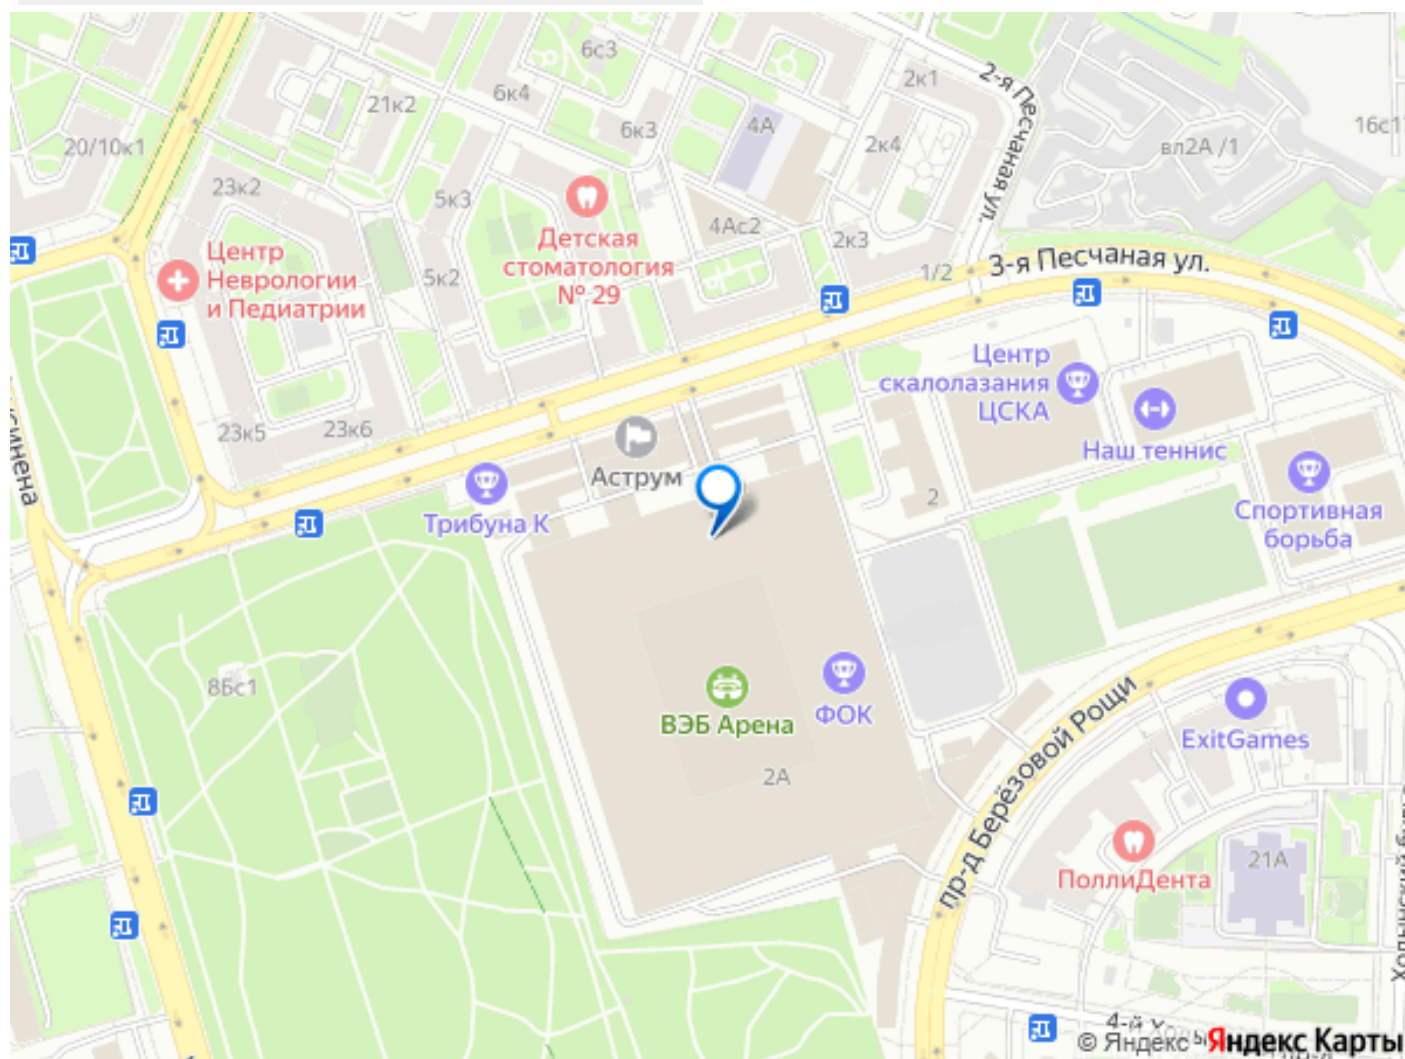 6с3
2к1
2-я Песчаная ул.
21к2
6к4
6к3
4А
2к4
вл2А /1
20/10к1
23к2
5к3
4Ас2
2к3
Детская
стоматология
№ 29
Центр
Неврологии
и Педиатрии
5к2
1/2
3-я Песчаная ул.
Центр
скалолазания
ЦСКА
Наш теннис
23к5
23к6
Аструм
Трибуна К
2
Спортивная
борьба
8Бс1
ВЭБ Арена
ФОК
2А
пр-д Берёзовой Рощи
ExitGames
ПоллиДента
21А
4-й
© Яндекс
Яндекс Карты